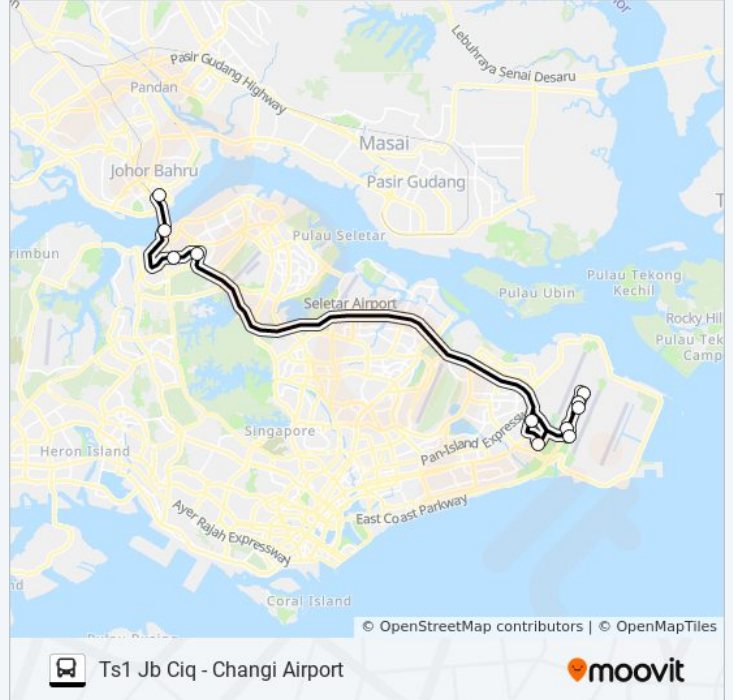 Lebuhraya Senai Desaru
Pasir Gudang Highway
Pandan
Masai
Johor Bahru
Pasir Gudang
Pulau Seletar
rimbun
Pulau Tekong
Kechil
Pulau Ubin
Seletar Airport
Rocky Hill
Pulau Tek
Camp
Singapore
Pan-Island Expressw
Heron Island
East Coast Parkway
Ayer Rajah Expressway
Coral Island
© OpenStreetMap contributors | © OpenMapTiles
Ts1 Jb Ciq - Changi Airport
moovit